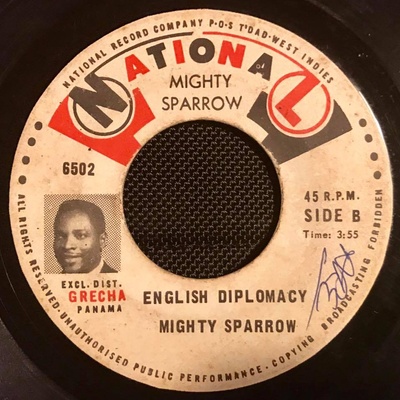 NATIONAL RECORD COMPANY P-O-S T'DAD-WEST INDIES
NATIONAL
MIGHTY
SPARROW
6502
45 R.P.M.
SIDE B
Time: 3:55
EXCL. DIST.
GRECHA
PANAMA
ENGLISH DIPLOMACY
MIGHTY SPARROW
ALL RIGHTS RESERVED-UNAUTHORISED PUBLIC PERFORMANCE. COPYING BROADCASTING FORBIDDEN